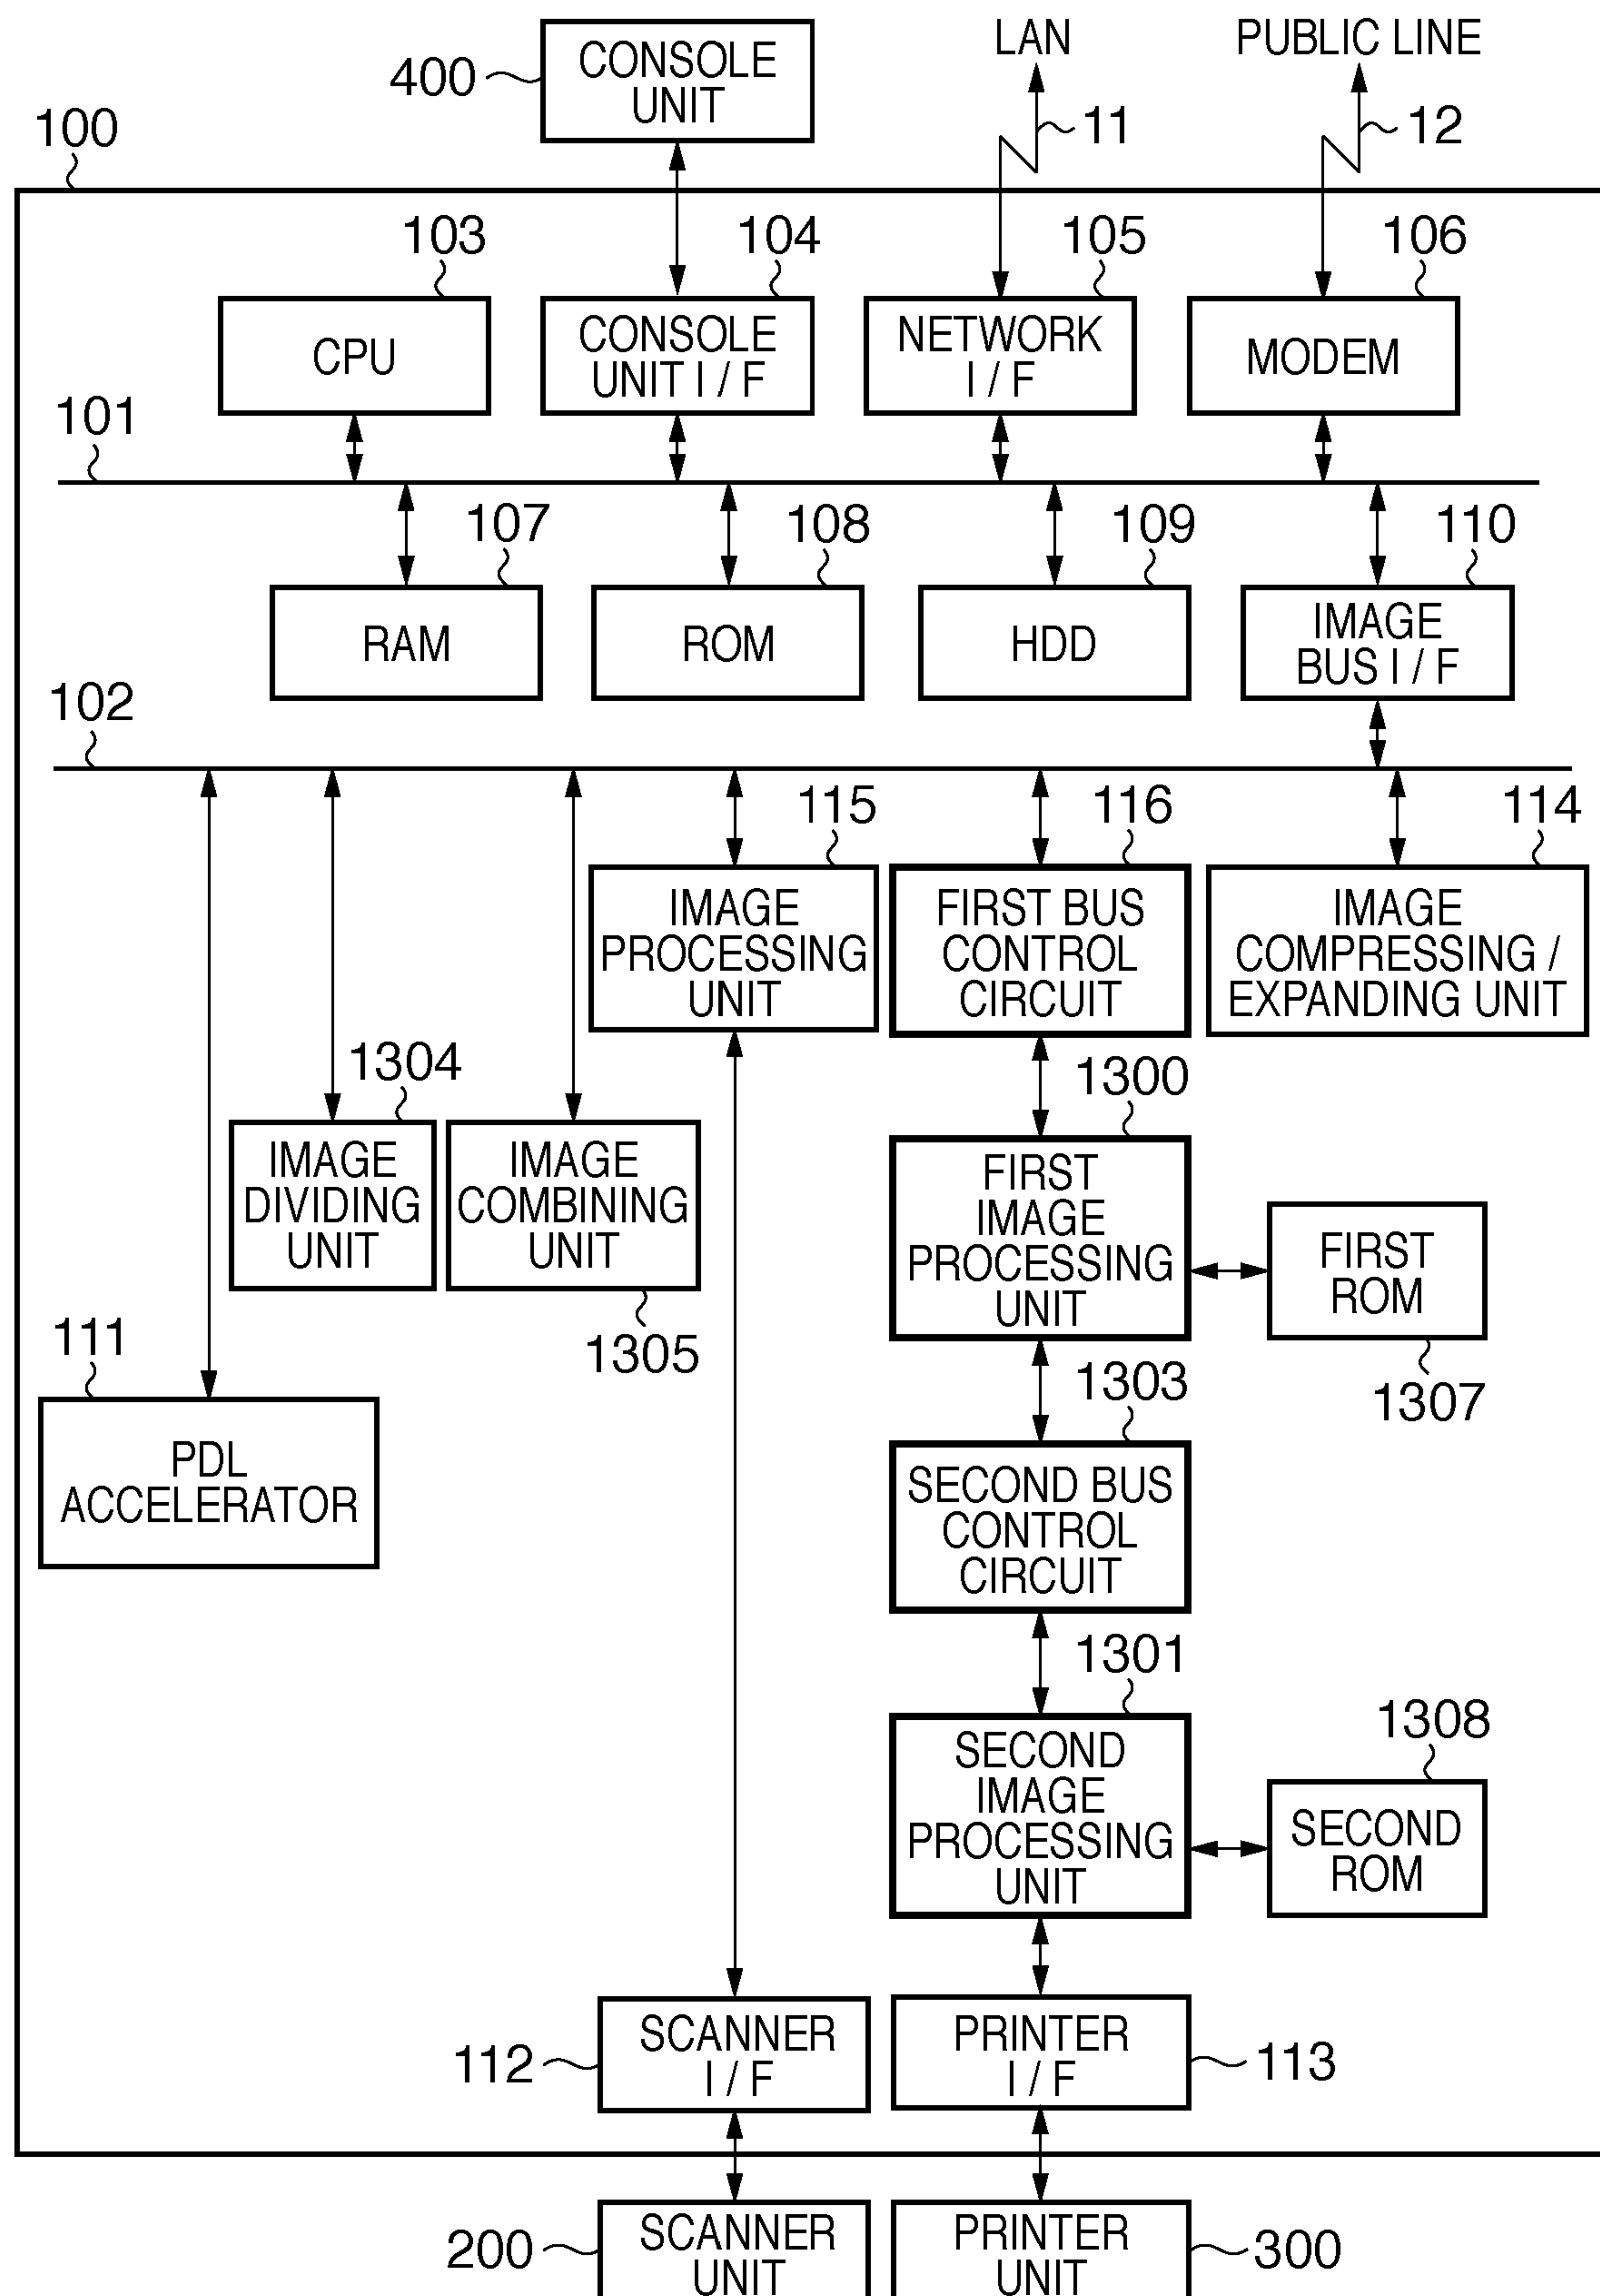 CONSOLE
UNIT
400
LAN
PUBLIC LINE
11
12
100
103
104
105
106
CPU
CONSOLE
UNIT I / F
NETWORK
I / F
MODEM
101
107
108
109
110
RAM
ROM
HDD
IMAGE
BUS I / F
102
115
116
114
IMAGE
PROCESSING
UNIT
FIRST BUS
CONTROL
CIRCUIT
IMAGE
COMPRESSING /
EXPANDING UNIT
1304
1300
IMAGE
DIVIDING
UNIT
IMAGE
COMBINING
UNIT
1305
FIRST
IMAGE
PROCESSING
UNIT
FIRST
ROM
1307
111
PDL
ACCELERATOR
1303
SECOND BUS
CONTROL
CIRCUIT
1301
SECOND
IMAGE
PROCESSING
UNIT
1308
SECOND
ROM
112
SCANNER
I / F
PRINTER
I / F
113
200
SCANNER
UNIT
PRINTER
UNIT
300